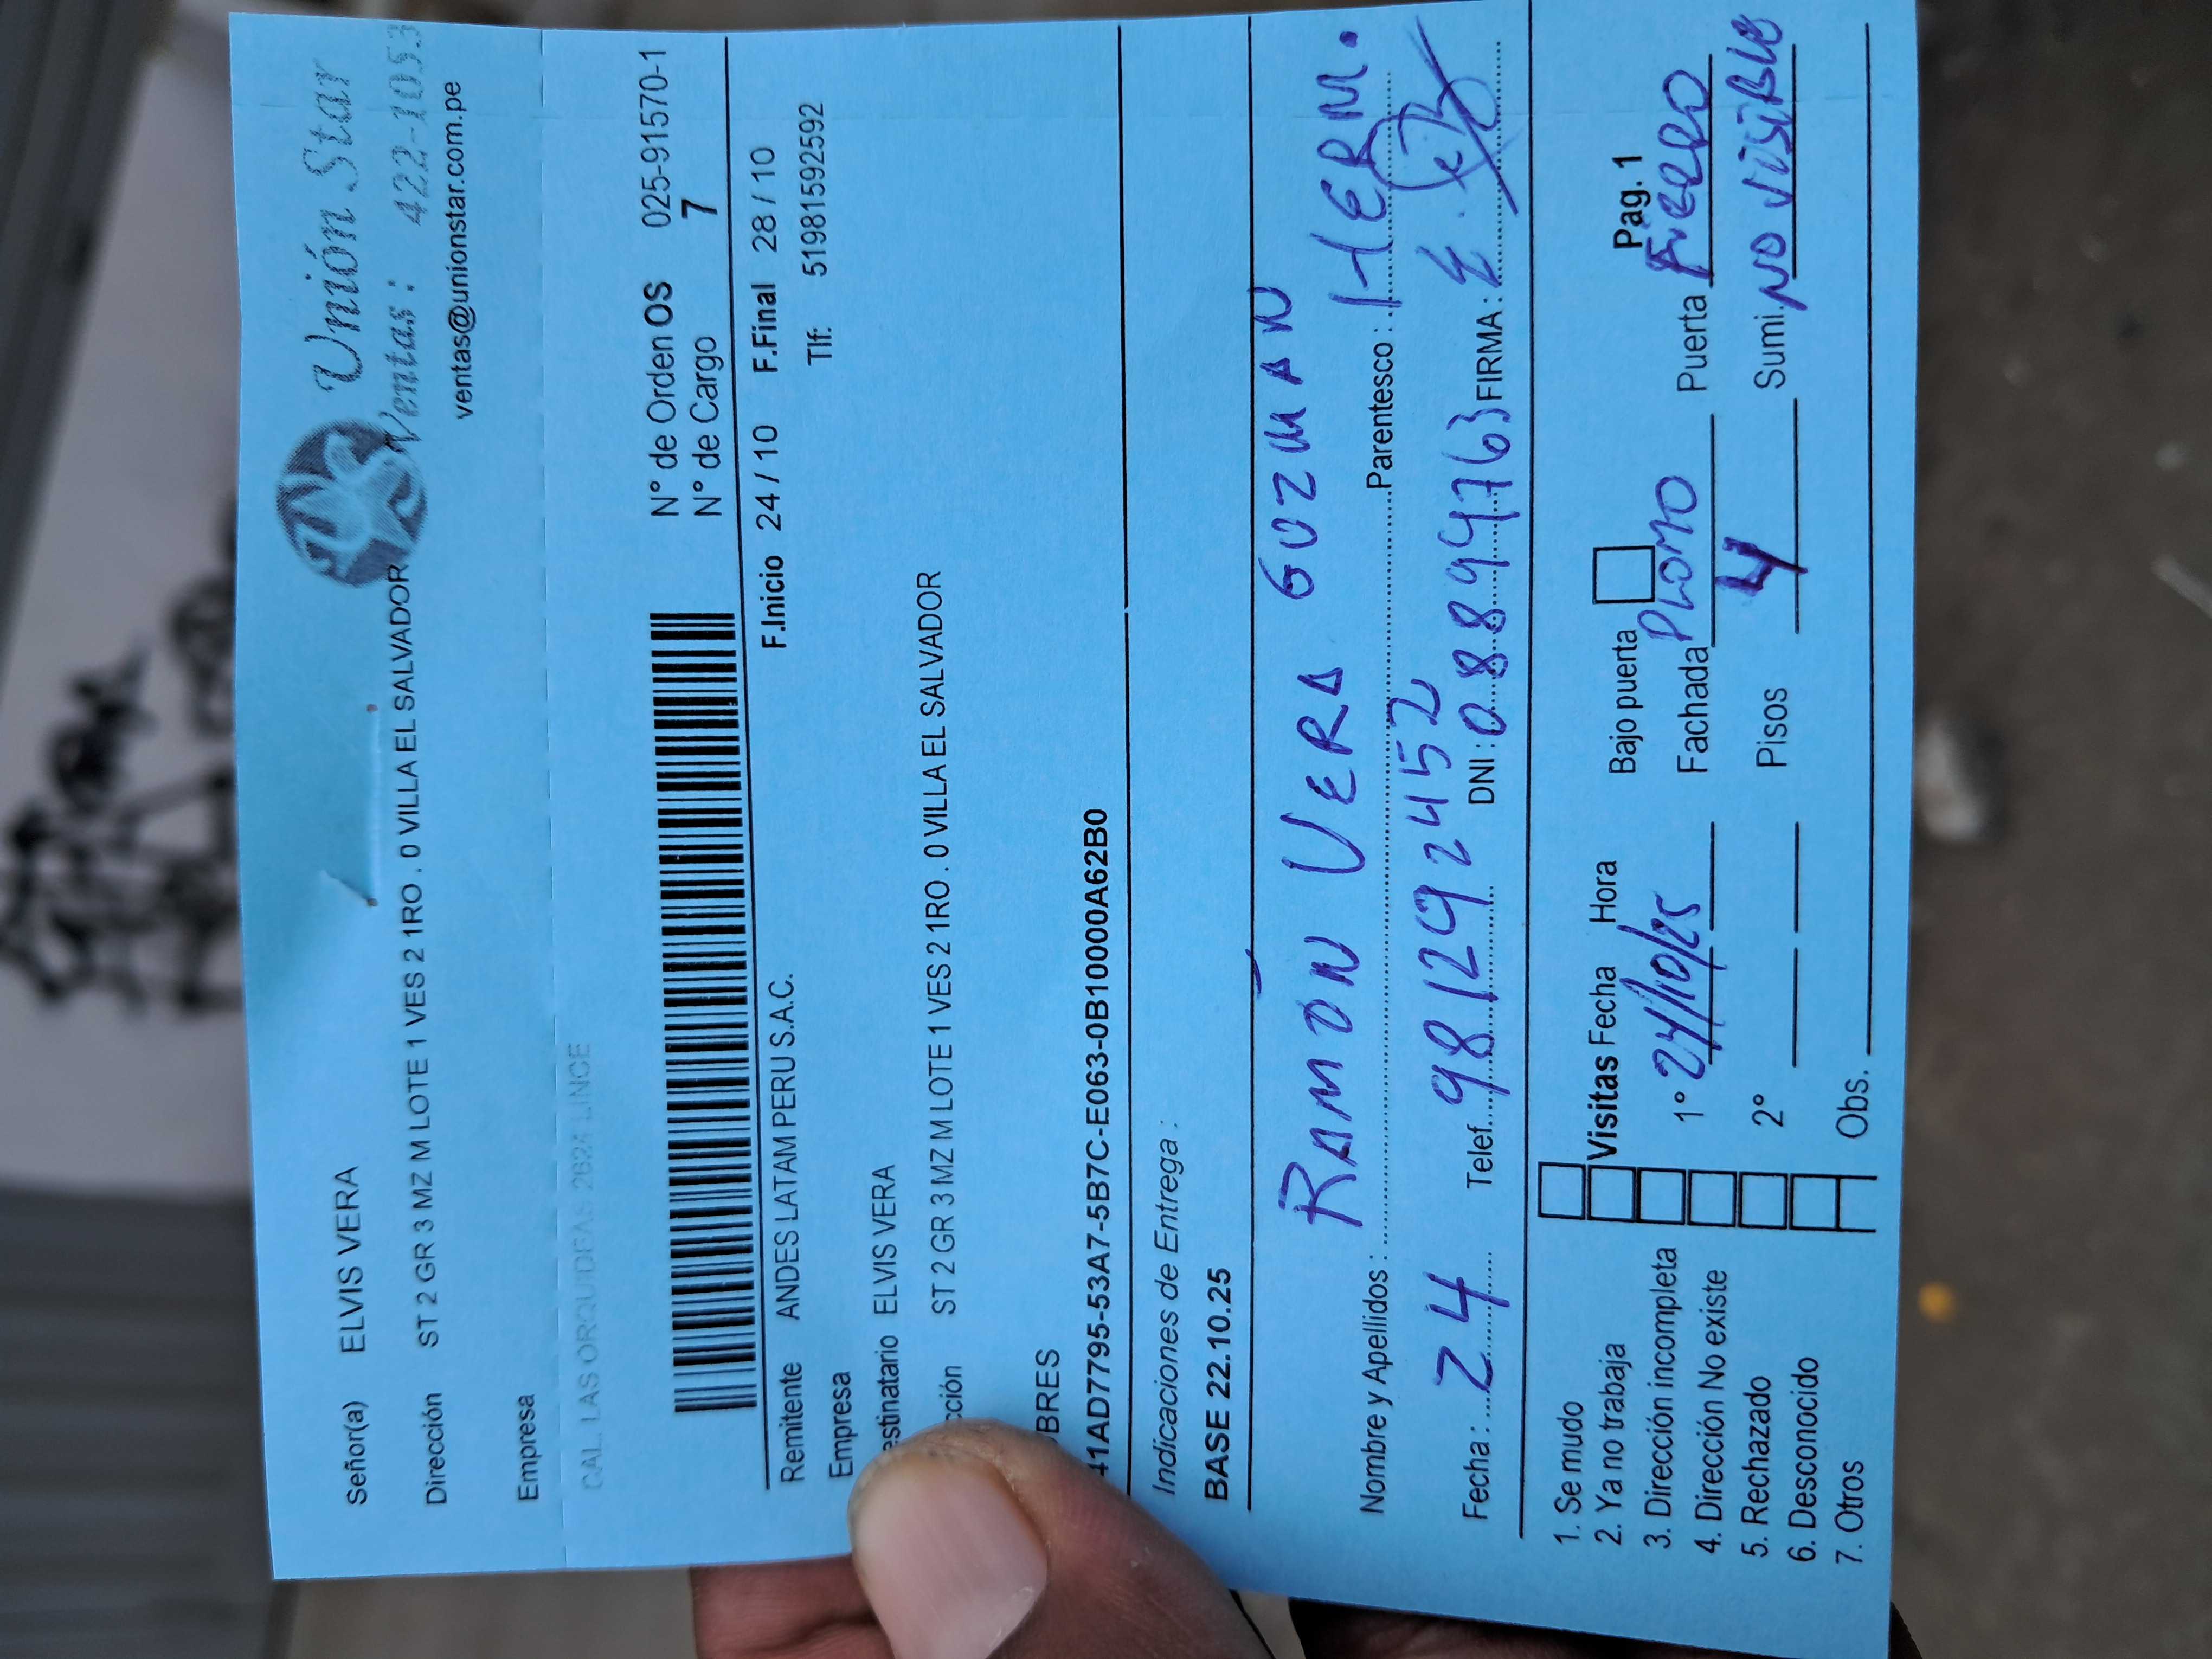 Unión Star
Ventas: 422-1053
ventas@unionstar.com.pe
Señor(a) ELVIS VERA
Dirección ST 2 GR 3 MZ M LOTE 1 VES 2 1RO . 0 VILLA EL SALVADOR
Empresa
CAL. LAS ORQUIDEAS 2624 LINCE
N° de Orden OS 025-91570-1
N° de Cargo 7
Remitente ANDES LATAM PERU S.A.C. F.Inicio 24 / 10 F.Final 28 / 10
Empresa Tlf: 51981592592
estinatario ELVIS VERA
cción ST 2 GR 3 MZ M LOTE 1 VES 2 1RO . 0 VILLA EL SALVADOR
BRES
41AD7795-53A7-5B7C-E063-0B10000A62B0
Indicaciones de Entrega :
BASE 22.10.25
Nombre y Apellidos : RAMON VERA GUZMAN Parentesco : HERM.
Fecha : 24 Telef. 981292452 DNI : 08894763 FIRMA :
1. Se mudo
2. Ya no trabaja
3. Dirección incompleta
4. Dirección No existe
5. Rechazado
6. Desconocido
7. Otros
Visitas Fecha Hora
1° 24/10/25
2°
Obs.
Bajo puerta Pag. 1
Fachada PLOMO Puerta FIERRO
Pisos 4 Sumi. NO VISIBLE